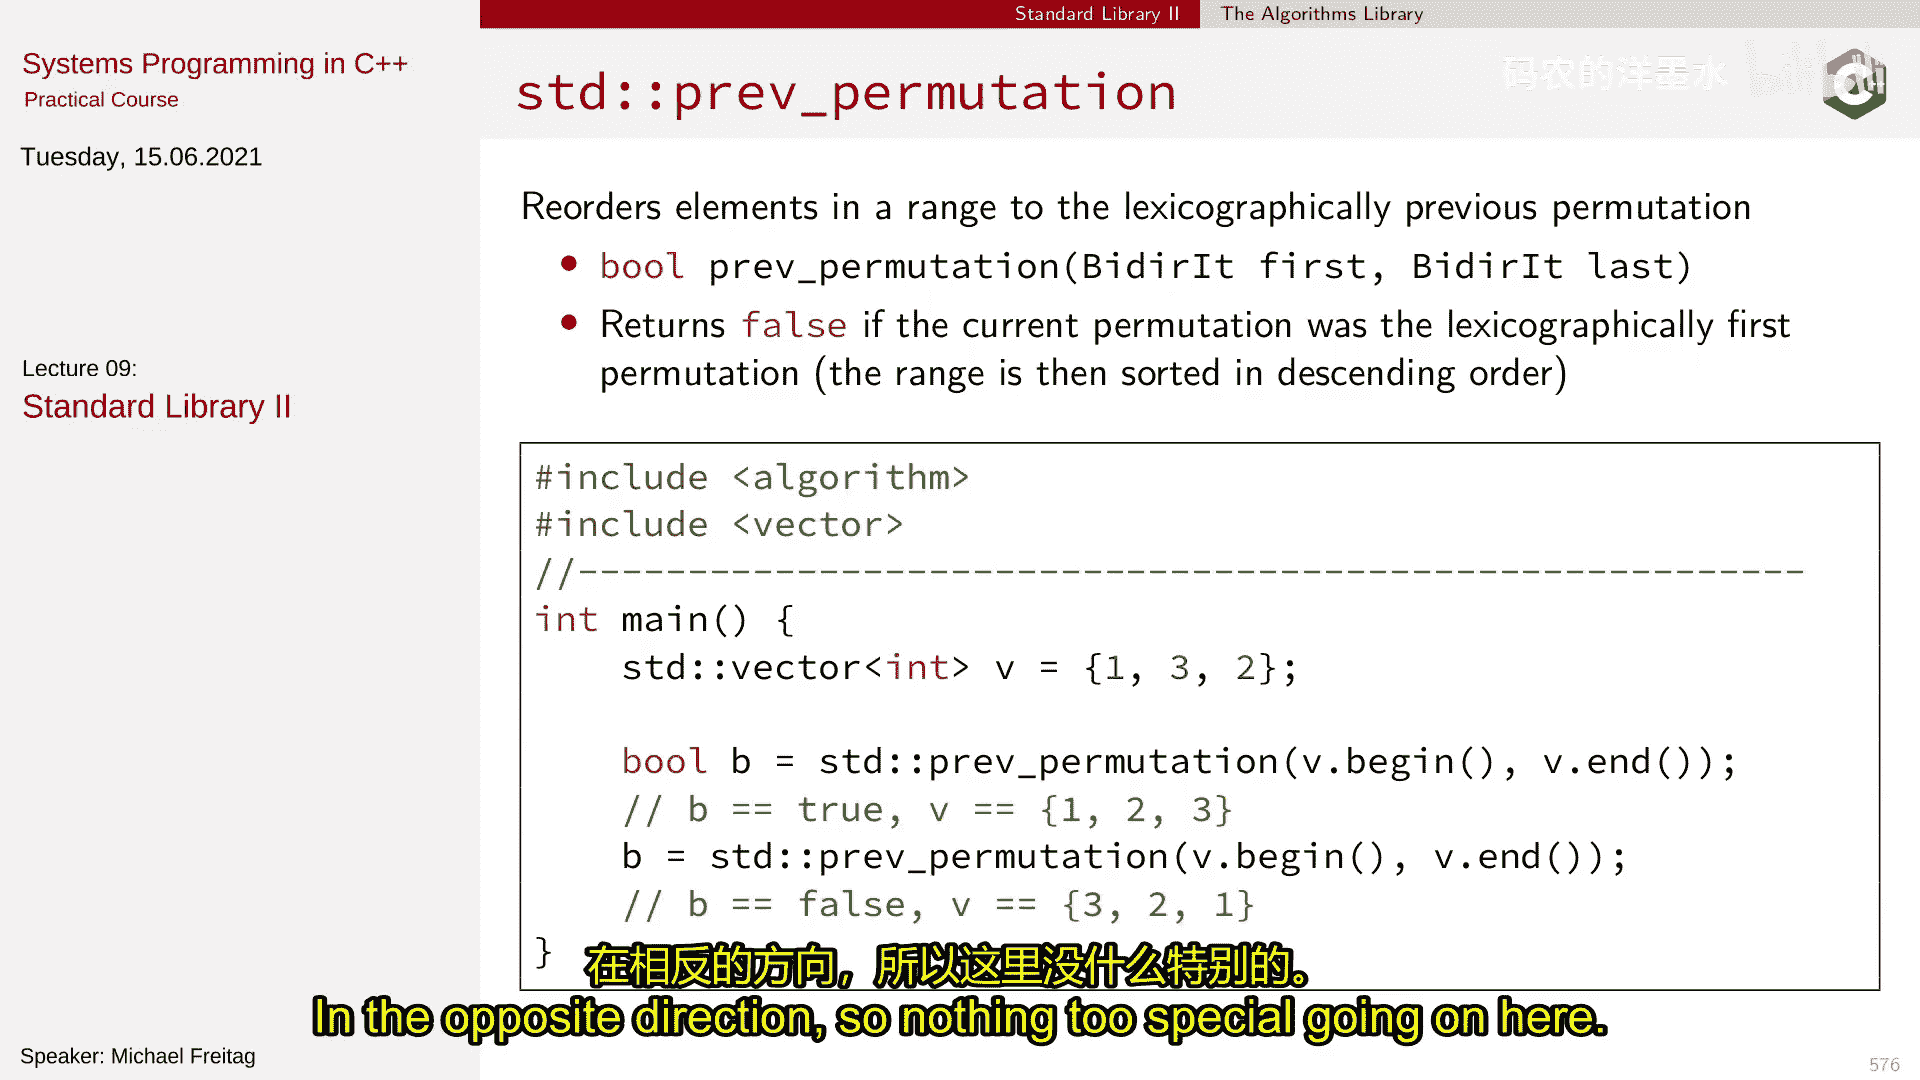 Standard Library II
The Algorithms Library
Systems Programming in C++
Practical Course
Tuesday, 15.06.2021
Lecture 09:
Standard Library II
Speaker: Michael Freitag
std::prev_permutation
码农的洋墨水
Reorders elements in a range to the lexicographically previous permutation
• bool prev_permutation(BidirIt first, BidirIt last)
• Returns false if the current permutation was the lexicographically first
permutation (the range is then sorted in descending order)
#include <algorithm>
#include <vector>
//---------------------------------------------------------
int main() {
    std::vector<int> v = {1, 3, 2};
    bool b = std::prev_permutation(v.begin(), v.end());
    // b == true, v == {1, 2, 3}
    b = std::prev_permutation(v.begin(), v.end());
    // b == false, v == {3, 2, 1}
}
在相反的方向，所以这里没什么特别的。
In the opposite direction, so nothing too special going on here.
576